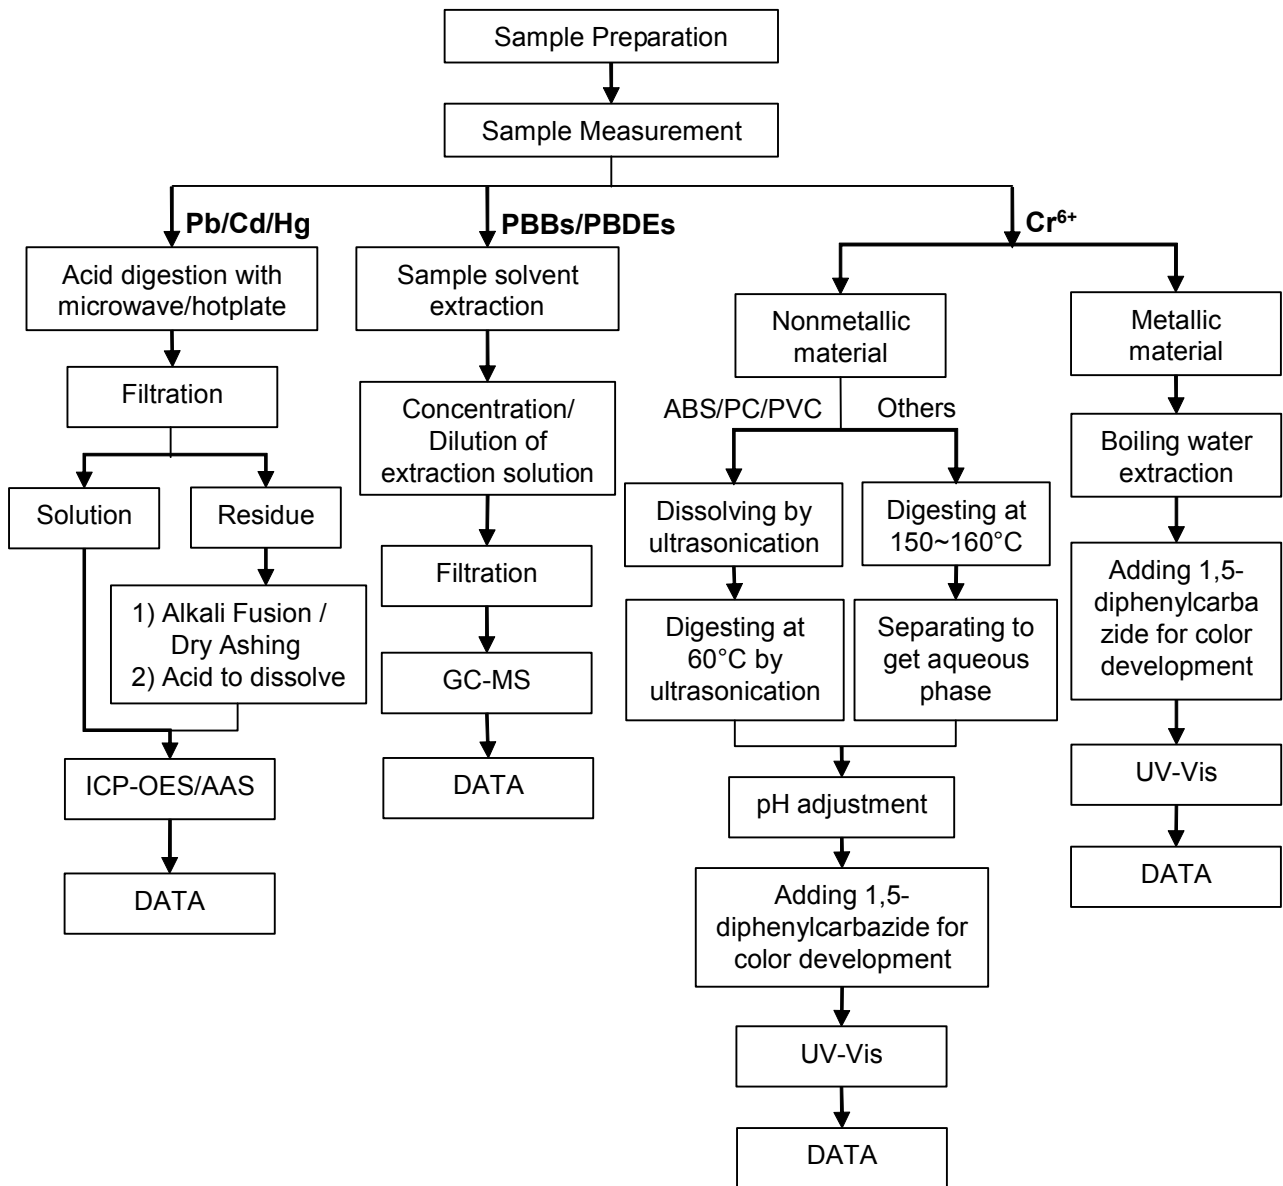 Sample Preparation
Sample Measurement
Pb/Cd/Hg
PBBs/PBDEs
Cr⁶⁺
Acid digestion with
microwave/hotplate
Filtration
Solution
Residue
1) Alkali Fusion /
Dry Ashing
2) Acid to dissolve
ICP-OES/AAS
DATA
Sample solvent
extraction
Concentration/
Dilution of
extraction solution
Filtration
GC-MS
DATA
Nonmetallic
material
ABS/PC/PVC
Others
Dissolving by
ultrasonication
Digesting at
60°C by
ultrasonication
Digesting at
150~160°C
Separating to
get aqueous
phase
pH adjustment
Adding 1,5-
diphenylcarbazide for
color development
UV-Vis
DATA
Metallic
material
Boiling water
extraction
Adding 1,5-
diphenylcarba
zide for color
development
UV-Vis
DATA